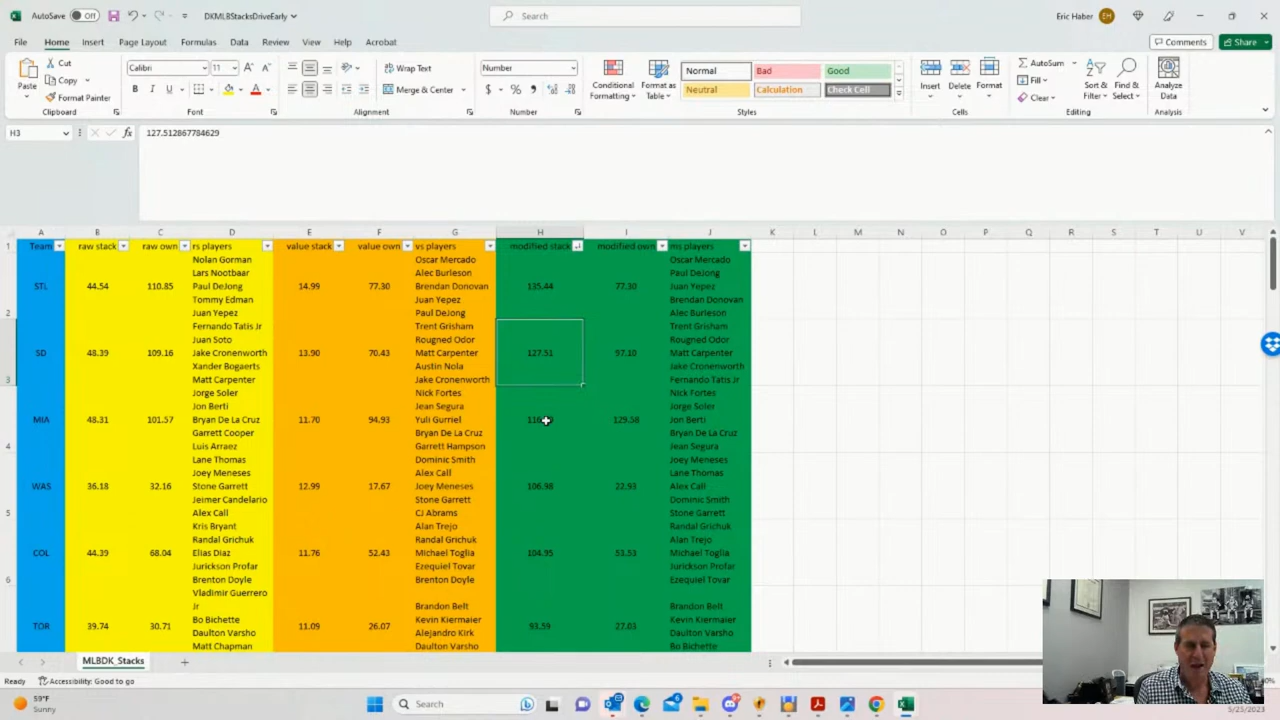 AutoSave Off DKMLBStacksDriveEarly Search Eric Haber EH
File Home Insert Page Layout Formulas Data Review View Help Acrobat Comments Share
Paste Cut Copy Format Painter Calibri 11 Wrap Text Merge & Center Number Conditional Formatting Format as Table Normal Bad Good Neutral Calculation Check Cell Insert Delete Format AutoSum Fill Clear Sort & Filter Find & Select Analyze Data
Clipboard Font Alignment Number Styles Cells Editing Analysis
H3 fx 127.512867784629
A B C D E F G H I J K L M N O P Q R S T U V
1 Team raw stack raw own rs players value stack value own vs players modified stack modified own ms players
Nolan Gorman Oscar Mercado Oscar Mercado
Lars Nootbaar Alec Burleson Paul DeJong
STL 44.54 110.85 Paul DeJong 14.99 77.30 Brendan Donovan 135.44 77.30 Juan Yepez
Tommy Edman Juan Yepez Brendan Donovan
2 Juan Yepez Paul DeJong Alec Burleson
Fernando Tatis Jr Trent Grisham Trent Grisham
Juan Soto Rougned Odor Rougned Odor
SD 48.39 109.16 Jake Cronenworth 13.90 70.43 Matt Carpenter 127.51 97.10 Matt Carpenter
Xander Bogaerts Austin Nola Jake Cronenworth
3 Matt Carpenter Jake Cronenworth Fernando Tatis Jr
Jorge Soler Nick Fortes Nick Fortes
Jon Berti Jean Segura Jorge Soler
MIA 48.31 101.57 Bryan De La Cruz 11.70 94.93 Yuli Gurriel 129.58 Jon Berti
Garrett Cooper Bryan De La Cruz Bryan De La Cruz
4 Luis Arraez Garrett Hampson Jean Segura
Lane Thomas Dominic Smith Joey Meneses
Joey Meneses Alex Call Lane Thomas
WAS 36.18 32.16 Stone Garrett 12.99 17.67 Joey Meneses 106.98 22.93 Alex Call
Jeimer Candelario Stone Garrett Dominic Smith
5 Alex Call CJ Abrams Stone Garrett
Kris Bryant Alan Trejo Randal Grichuk
Randal Grichuk Randal Grichuk Alan Trejo
COL 44.39 68.04 Elias Diaz 11.76 52.43 Michael Toglia 104.95 53.53 Michael Toglia
Jurickson Profar Ezequiel Tovar Jurickson Profar
6 Brenton Doyle Brenton Doyle Ezequiel Tovar
Vladimir Guerrero
Jr Brandon Belt Brandon Belt
Bo Bichette Kevin Kiermaier Kevin Kiermaier
TOR 39.74 30.71 Daulton Varsho 11.09 26.07 Alejandro Kirk 93.59 27.03 Daulton Varsho
Matt Chapman Daulton Varsho Bo Bichette
MLBDK_Stacks
Ready Accessibility: Good to go
59°F
Sunny Search
5/25/2023